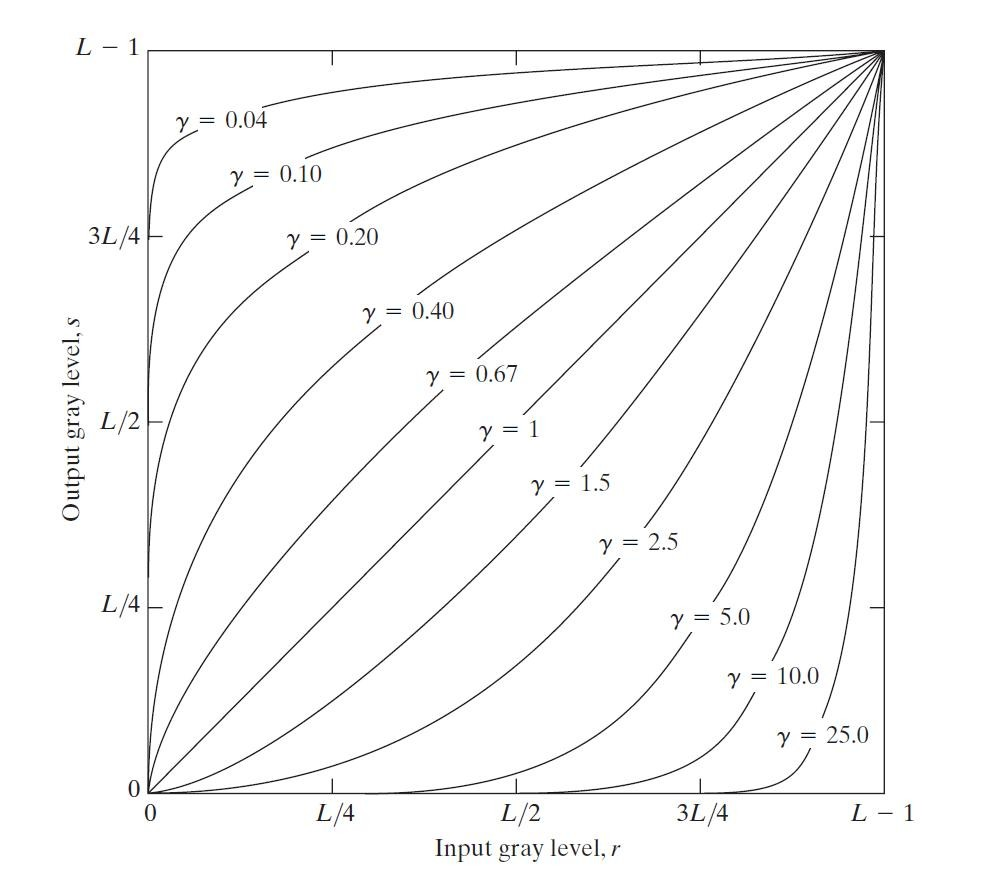 L − 1
γ = 0.04
γ = 0.10
3L/4
γ = 0.20
γ = 0.40
γ = 0.67
L/2
γ = 1
γ = 1.5
γ = 2.5
L/4
γ = 5.0
γ = 10.0
γ = 25.0
0
Output gray level, s
0 L/4 L/2 3L/4 L − 1
Input gray level, r